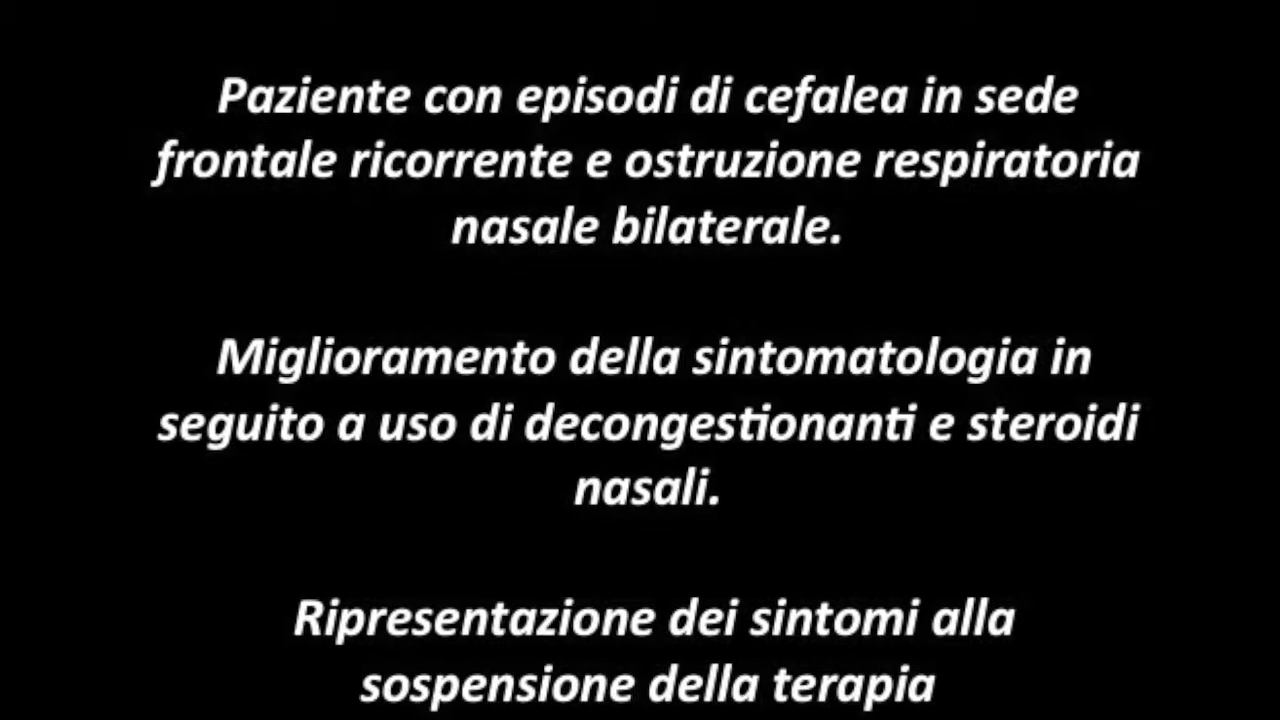 Paziente con episodi di cefalea in sede
frontale ricorrente e ostruzione respiratoria
nasale bilaterale.
Miglioramento della sintomatologia in
seguito a uso di decongestionanti e steroidi
nasali.
Ripresentazione dei sintomi alla
sospensione della terapia